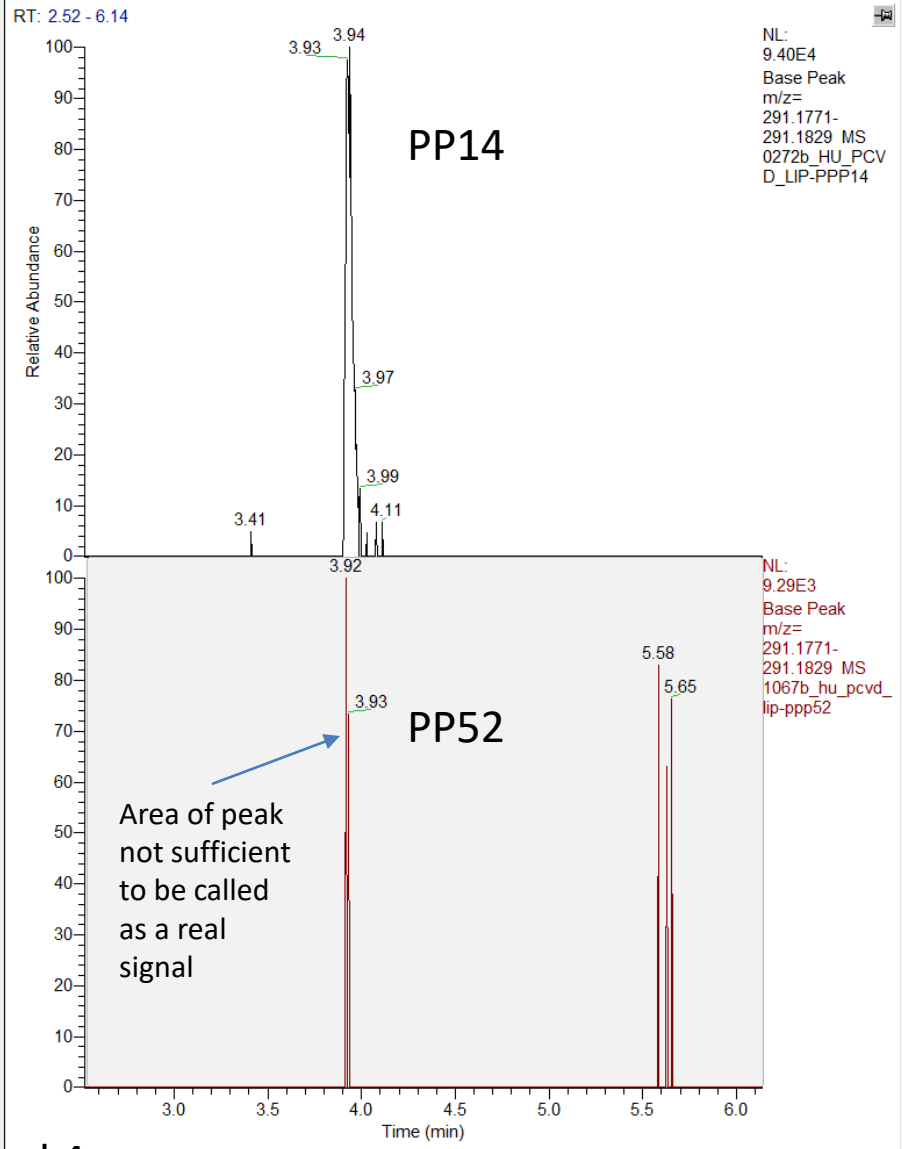 RT: 2.52 - 6.14
NL:
9.40E4
Base Peak
m/z=
291.1771-
291.1829 MS
0272b_HU_PCV
D_LIP-PPP14
Relative Abundance
100
90
80
70
60
50
40
30
20
10
0
3.93
3.94
PP14
3.97
3.99
4.11
3.41
NL:
9.29E3
Base Peak
m/z=
291.1771-
291.1829 MS
1067b_hu_pcvd_
lip-ppp52
100
90
80
70
60
50
40
30
20
10
0
3.92
3.93
PP52
5.58
5.65
Area of peak
not sufficient
to be called
as a real
signal
3.0 3.5 4.0 4.5 5.0 5.5 6.0
Time (min)